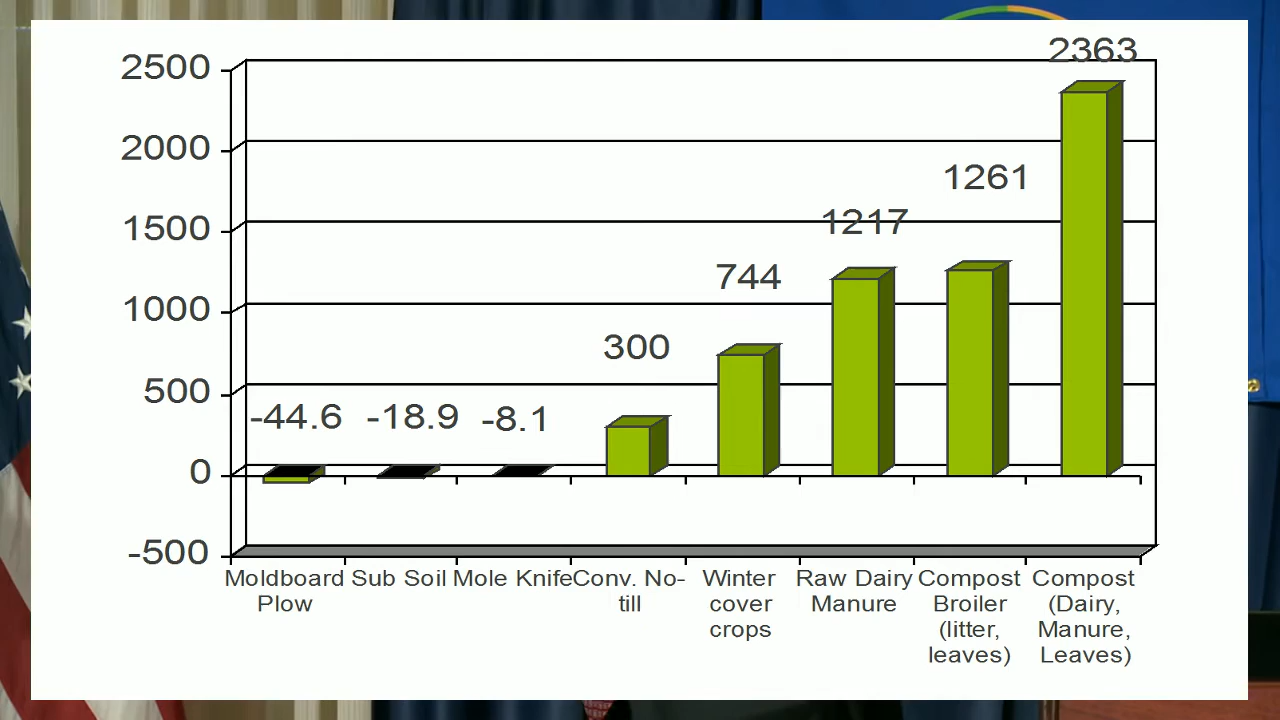 2363
2500
2000
1261
1500
1217
744
1000
300
500
-44.6 -18.9 -8.1
0
-500
Moldboard Sub Soil Mole Knife Conv. No- Winter Raw Dairy Compost Compost
Plow till cover Manure Broiler (Dairy,
crops (litter, Manure,
leaves) Leaves)